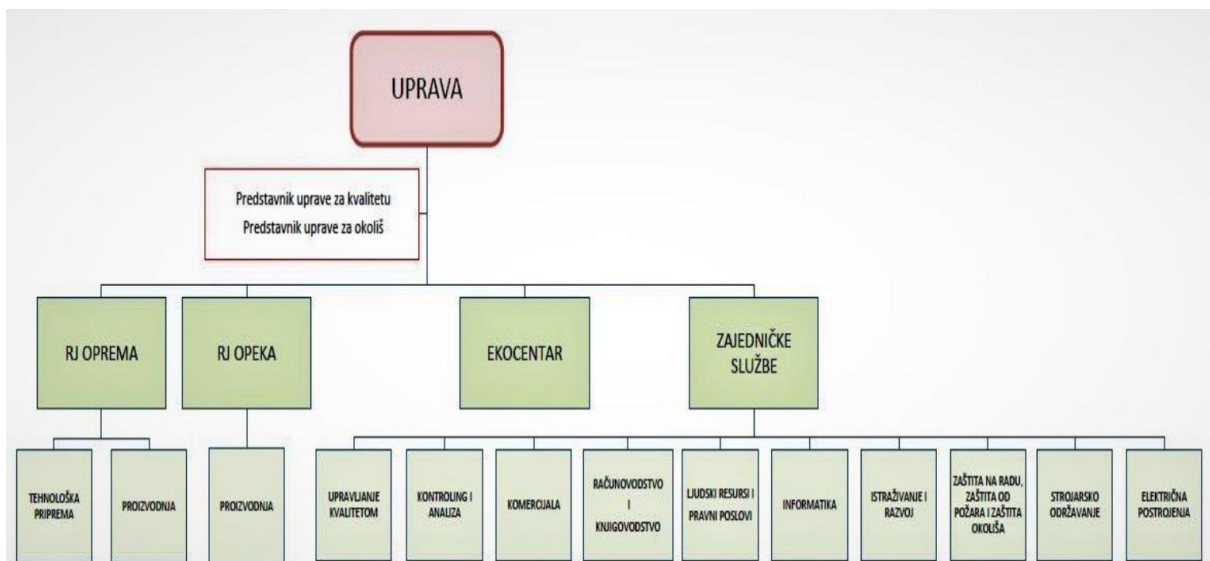 UPRAVA
Predstavnik uprave za kvalitetu
Predstavnik uprave za okoliš
RJ OPREMA
RJ OPEKA
EKOCENTAR
ZAJEDNIČKE
SLUŽBE
TEHNOLOŠKA
PRIPREMA
PROIZVODNJA
PROIZVODNJA
UPRAVLJANJE
KVALITETOM
KONTROLING I
ANALIZA
KOMERCIJALA
RAČUNOVODSTVO
I
KNJIGOVODSTVO
LJUDSKI RESURSI I
PRAVNI POSLOVI
INFORMATIKA
ISTRAŽIVANJE I
RAZVOJ
ZAŠTITA NA RADU,
ZAŠTITA OD
POŽARA I ZAŠTITA
OKOLIŠA
STROJARSKO
ODRŽAVANJE
ELEKTRIČNA
POSTROJENJA